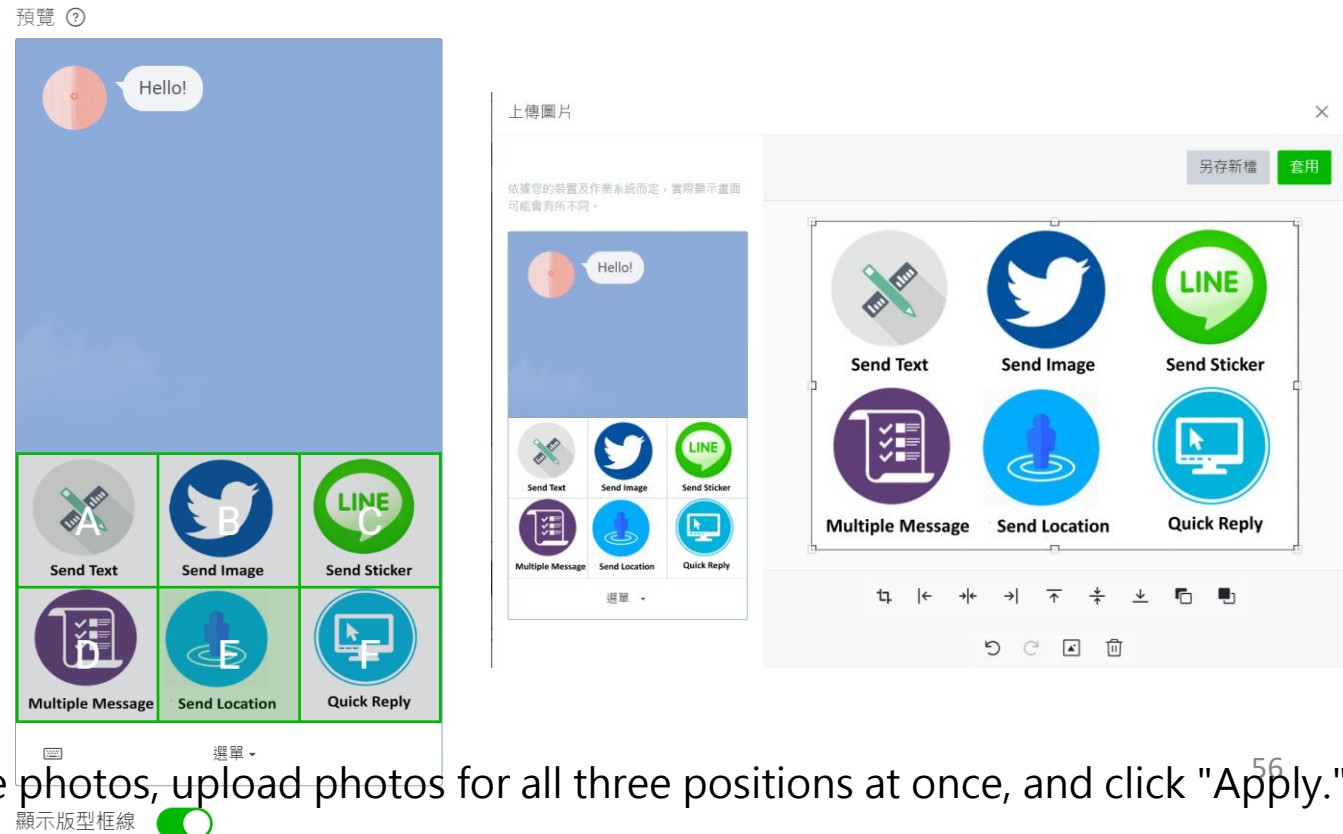 預覽 ?
Hello!
A
B
C
Send Text
Send Image
LINE
Send Sticker
D
E
F
Multiple Message
Send Location
Quick Reply
選單
顯示版型框線
上傳圖片
依據您的裝置及作業系統而定，實際顯示畫面
可能會有所不同。
Hello!
LINE
Send Text
Send Image
Send Sticker
Multiple Message
Send Location
Quick Reply
選單
另存新檔
套用
LINE
Send Text
Send Image
Send Sticker
Multiple Message
Send Location
Quick Reply
photos, upload photos for all three positions at once, and click "Apply."
56